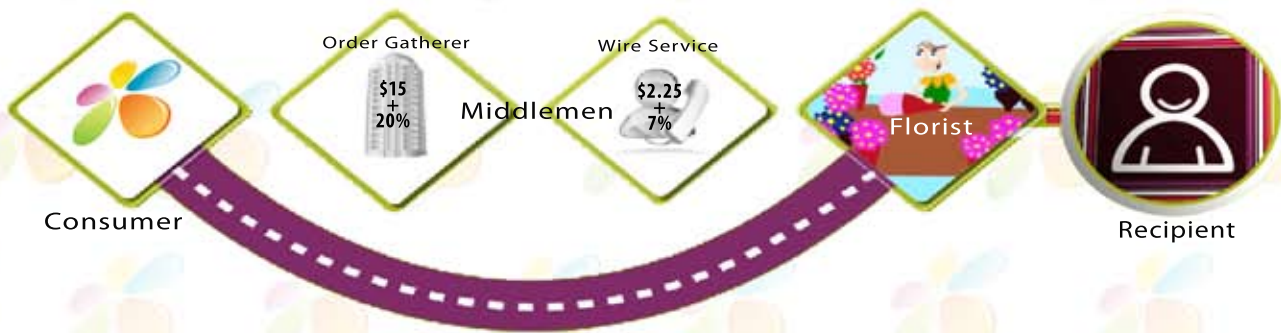 Order Gatherer
$15
+
20%
Middlemen
Wire Service
$2.25
+
7%
Florist
Consumer
Recipient